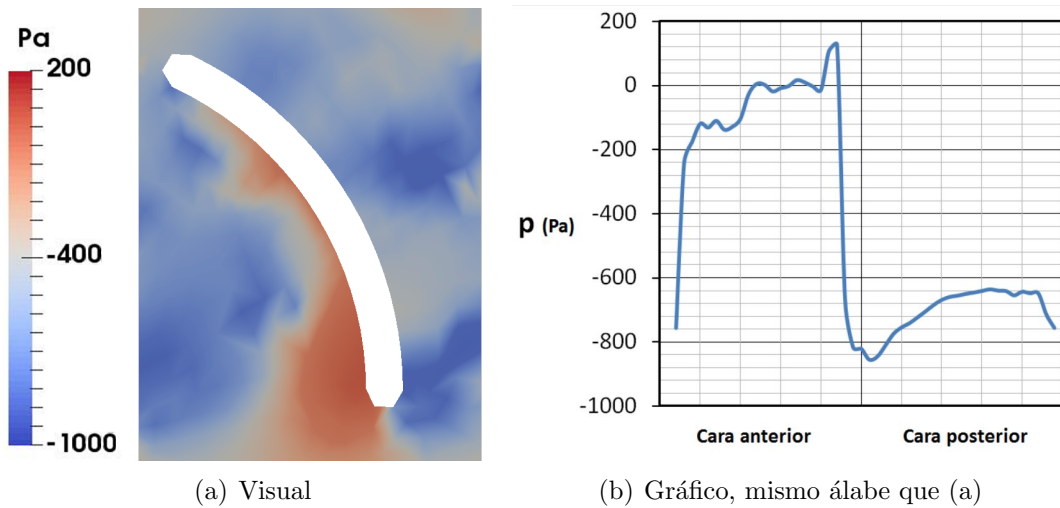 Pa
200
-400
-1000
(a) Visual
200
0
-200
-400
p (Pa)
-600
-800
-1000
Cara anterior
Cara posterior
(b) Gráfico, mismo álabe que (a)